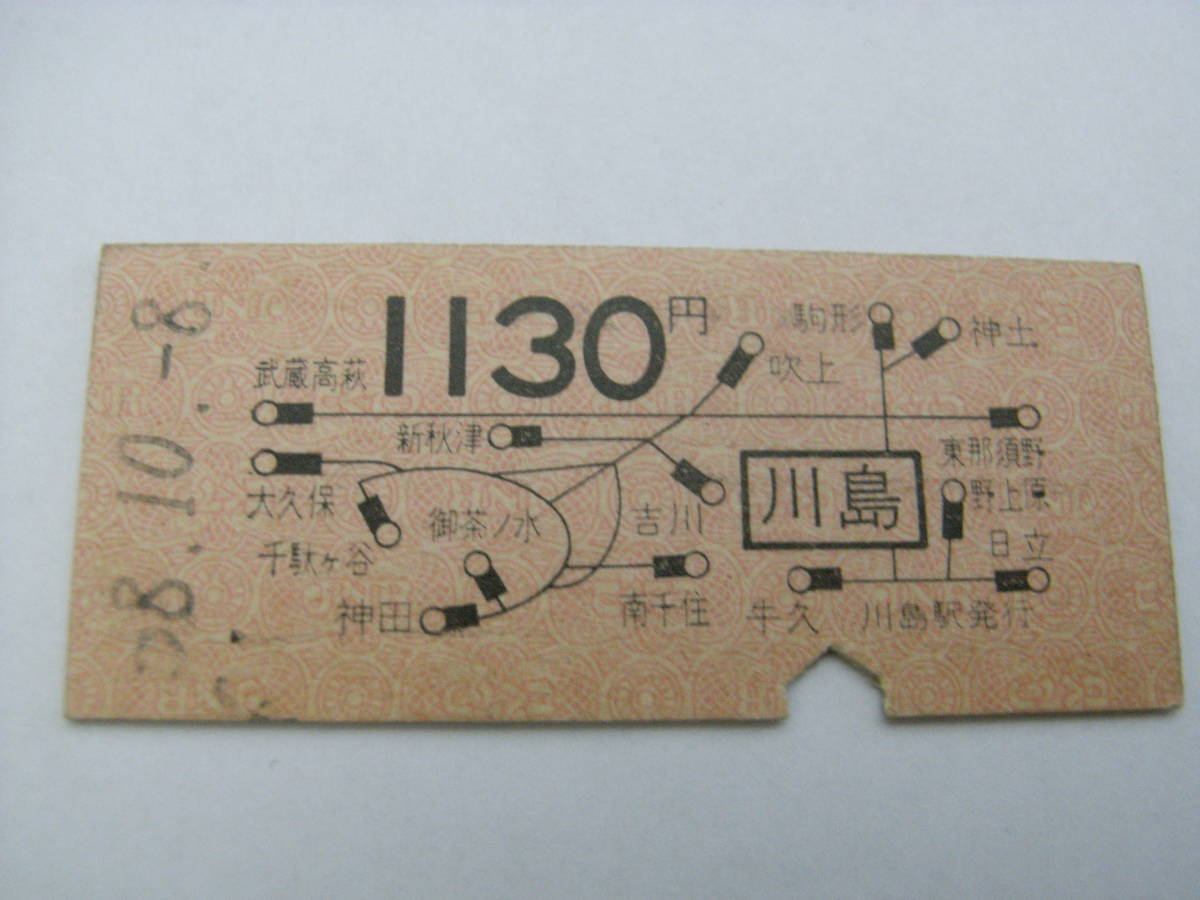 58.10.-8
1130円
駒形
神土
吹上
武蔵高萩
新秋津
東那須野
川島
野上原
大久保
御茶ノ水
吉川
日立
千駄ヶ谷
神田
南千住
牛久
川島駅発行